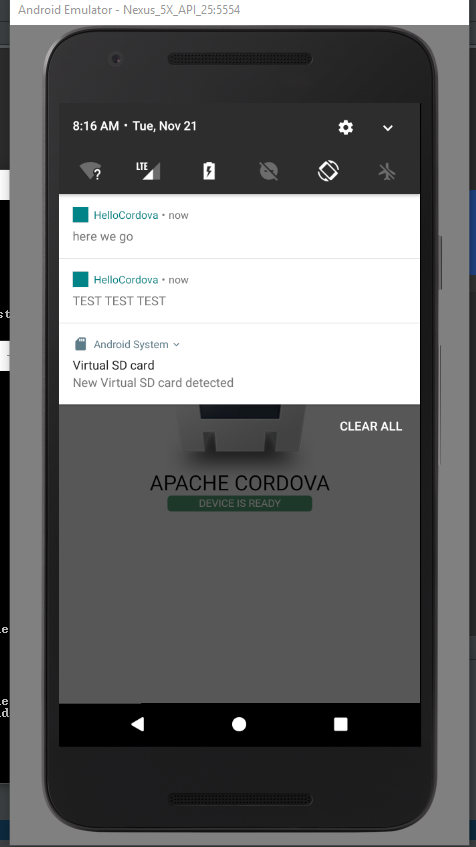 Android Emulator - Nexus_5X_API_25:5554
8:16 AM • Tue, Nov 21
LTE
HelloCordova • now
here we go
HelloCordova • now
TEST TEST TEST
Android System
Virtual SD card
New Virtual SD card detected
CLEAR ALL
APACHE CORDOVA
DEVICE IS READY